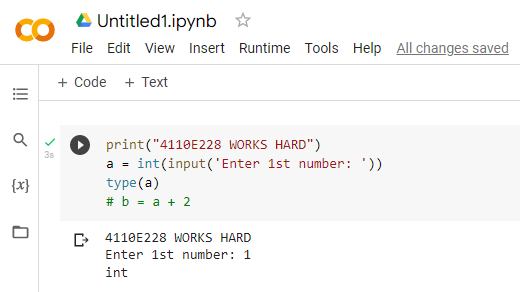 Untitled1.ipynb
File Edit View Insert Runtime Tools Help All changes saved
+ Code + Text
3s
{x}
print("4110E228 WORKS HARD")
a = int(input('Enter 1st number: '))
type(a)
# b = a + 2
4110E228 WORKS HARD
Enter 1st number: 1
int